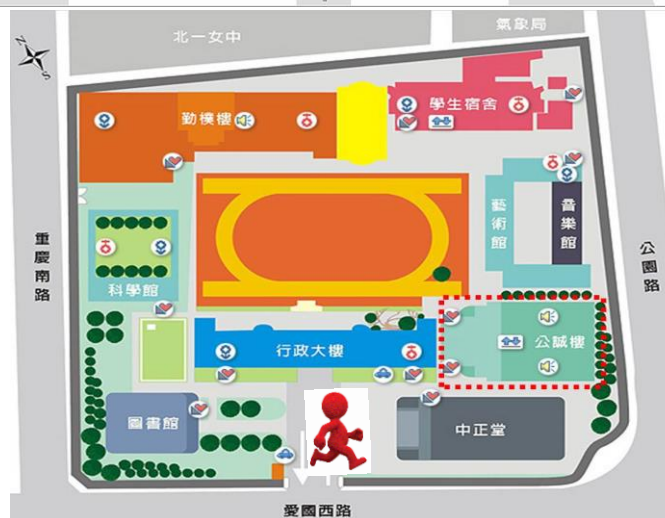 北一女中
氣象局
N
S
勤樸樓
學生宿舍
藝術館
音樂館
重慶南路
公園路
科學館
行政大樓
公誠樓
圖書館
中正堂
愛國西路